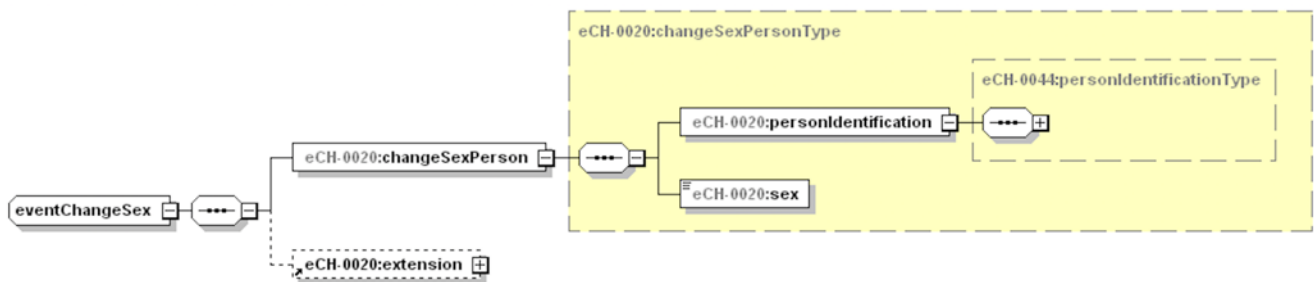 eCH-0020:changeSexPersonType
eCH-0044:personIdentificationType
eCH-0020:personIdentification
eCH-0020:changeSexPerson
eCH-0020:sex
eventChangeSex
eCH-0020:extension